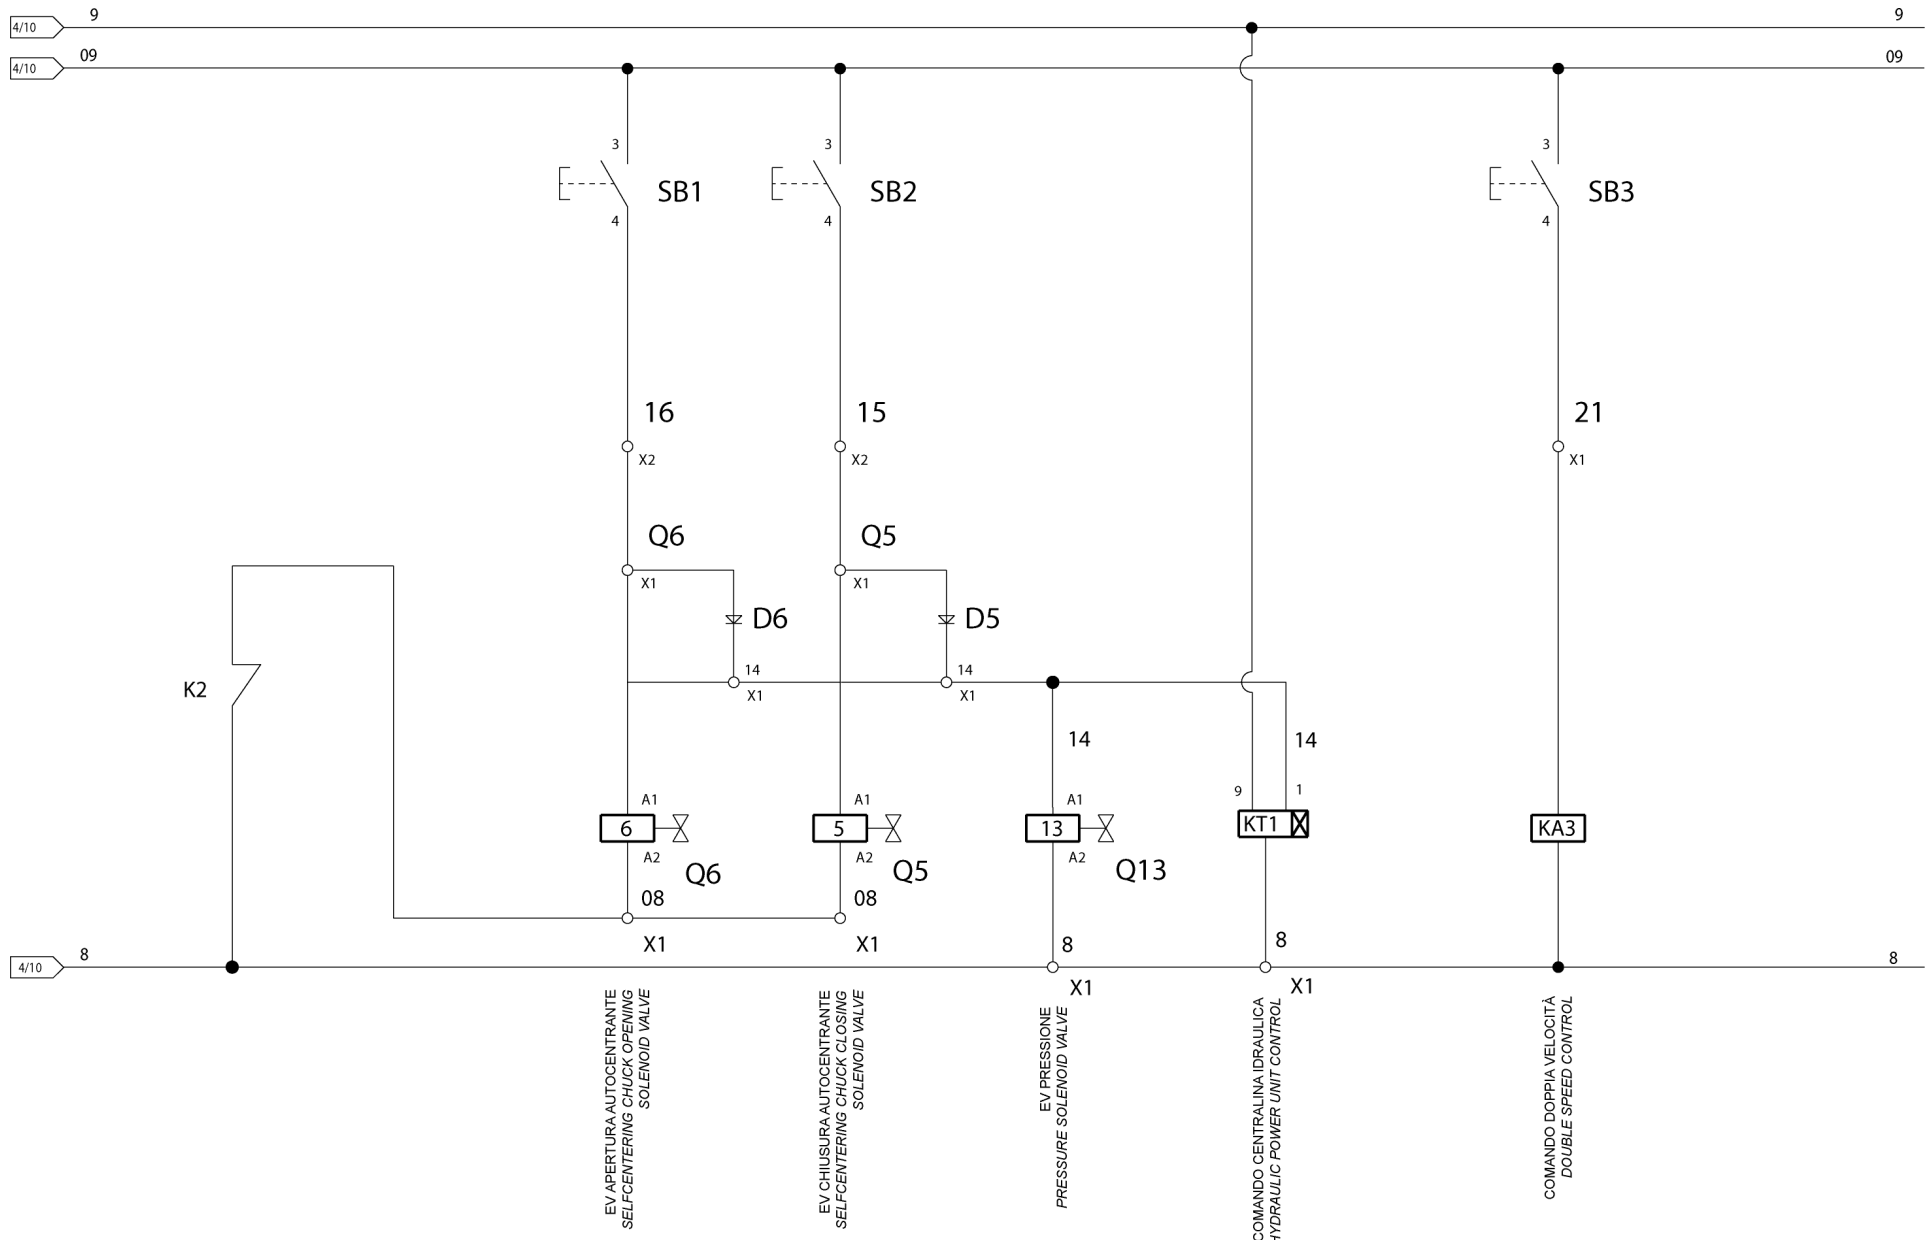 4/10 9 9
4/10 09 09
3 3 3
SB1 SB2 SB3
4 4 4
16 15 21
X2 X2 X1
Q6 Q5
X1 X1
D6 D5
14 14
K2
X1 X1
14 14
9 1
A1 A1 A1
6 5 13 KT1 KA3
A2 A2 A2
Q6 Q5 Q13
08 08
X1 X1 8 8
4/10 8 8
X1 X1
EV APERTURA AUTOCENTRANTE
SELFCENTERING CHUCK OPENING
SOLENOID VALVE
EV CHIUSURA AUTOCENTRANTE
SELFCENTERING CHUCK CLOSING
SOLENOID VALVE
EV PRESSIONE
PRESSURE SOLENOID VALVE
COMANDO CENTRALINA IDRAULICA
HYDRAULIC POWER UNIT CONTROL
COMANDO DOPPIA VELOCITÀ
DOUBLE SPEED CONTROL